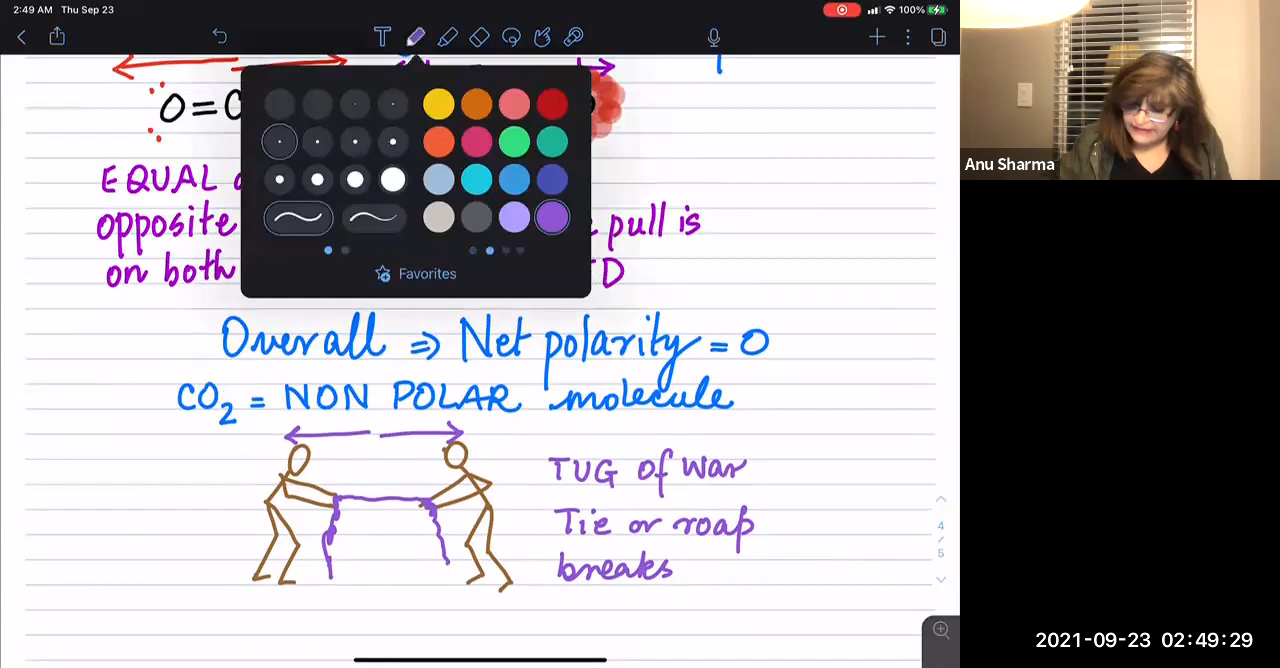 2:49 AM Thu Sep 23
100%
T
O=C
EQUAL
opposite pull is
on both
Favorites
Overall ⇒ Net polarity = 0
CO₂ = NON POLAR molecule
TUG of war
Tie or roap
breaks
4
/
5
Anu Sharma
2021-09-23 02:49:29